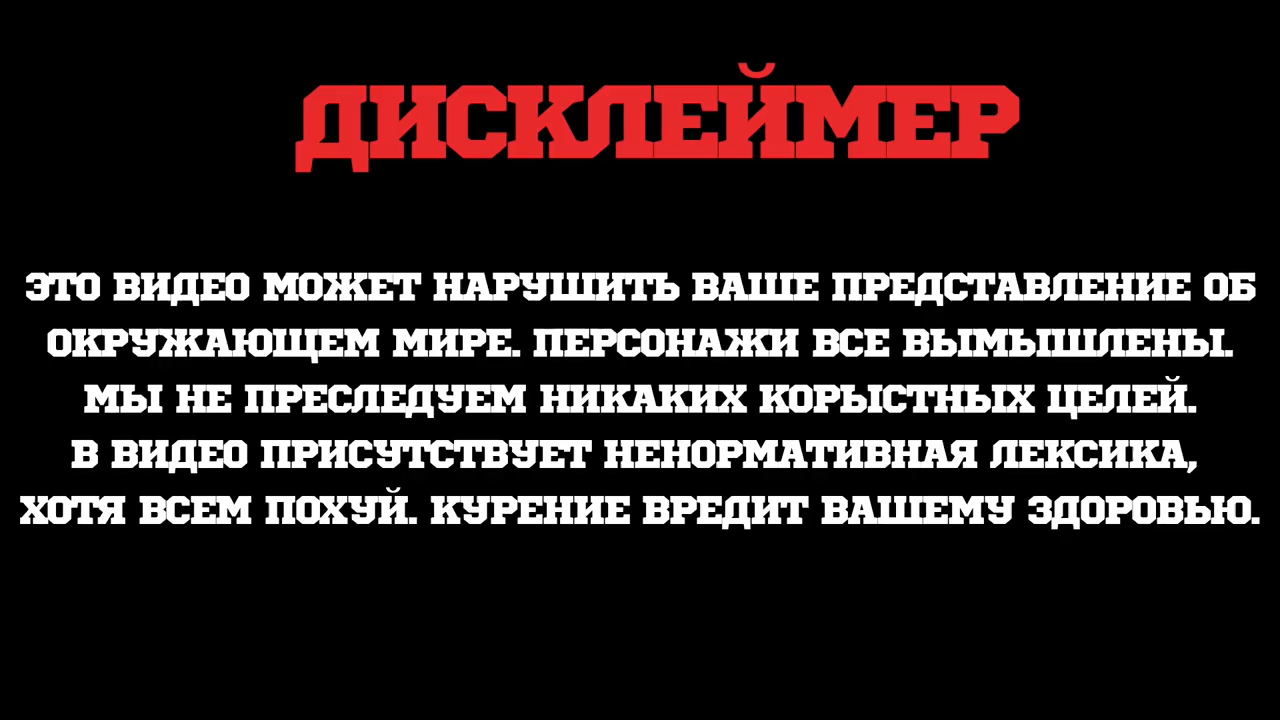 ДИСКЛЕЙМЕР
ЭТО ВИДЕО МОЖЕТ НАРУШИТЬ ВАШЕ ПРЕДСТАВЛЕНИЕ ОБ
ОКРУЖАЮЩЕМ МИРЕ. ПЕРСОНАЖИ ВСЕ ВЫМЫШЛЕНЫ.
МЫ НЕ ПРЕСЛЕДУЕМ НИКАКИХ КОРЫСТНЫХ ЦЕЛЕЙ.
В ВИДЕО ПРИСУТСТВУЕТ НЕНОРМАТИВНАЯ ЛЕКСИКА,
ХОТЯ ВСЕМ ПОХУЙ. КУРЕНИЕ ВРЕДИТ ВАШЕМУ ЗДОРОВЬЮ.